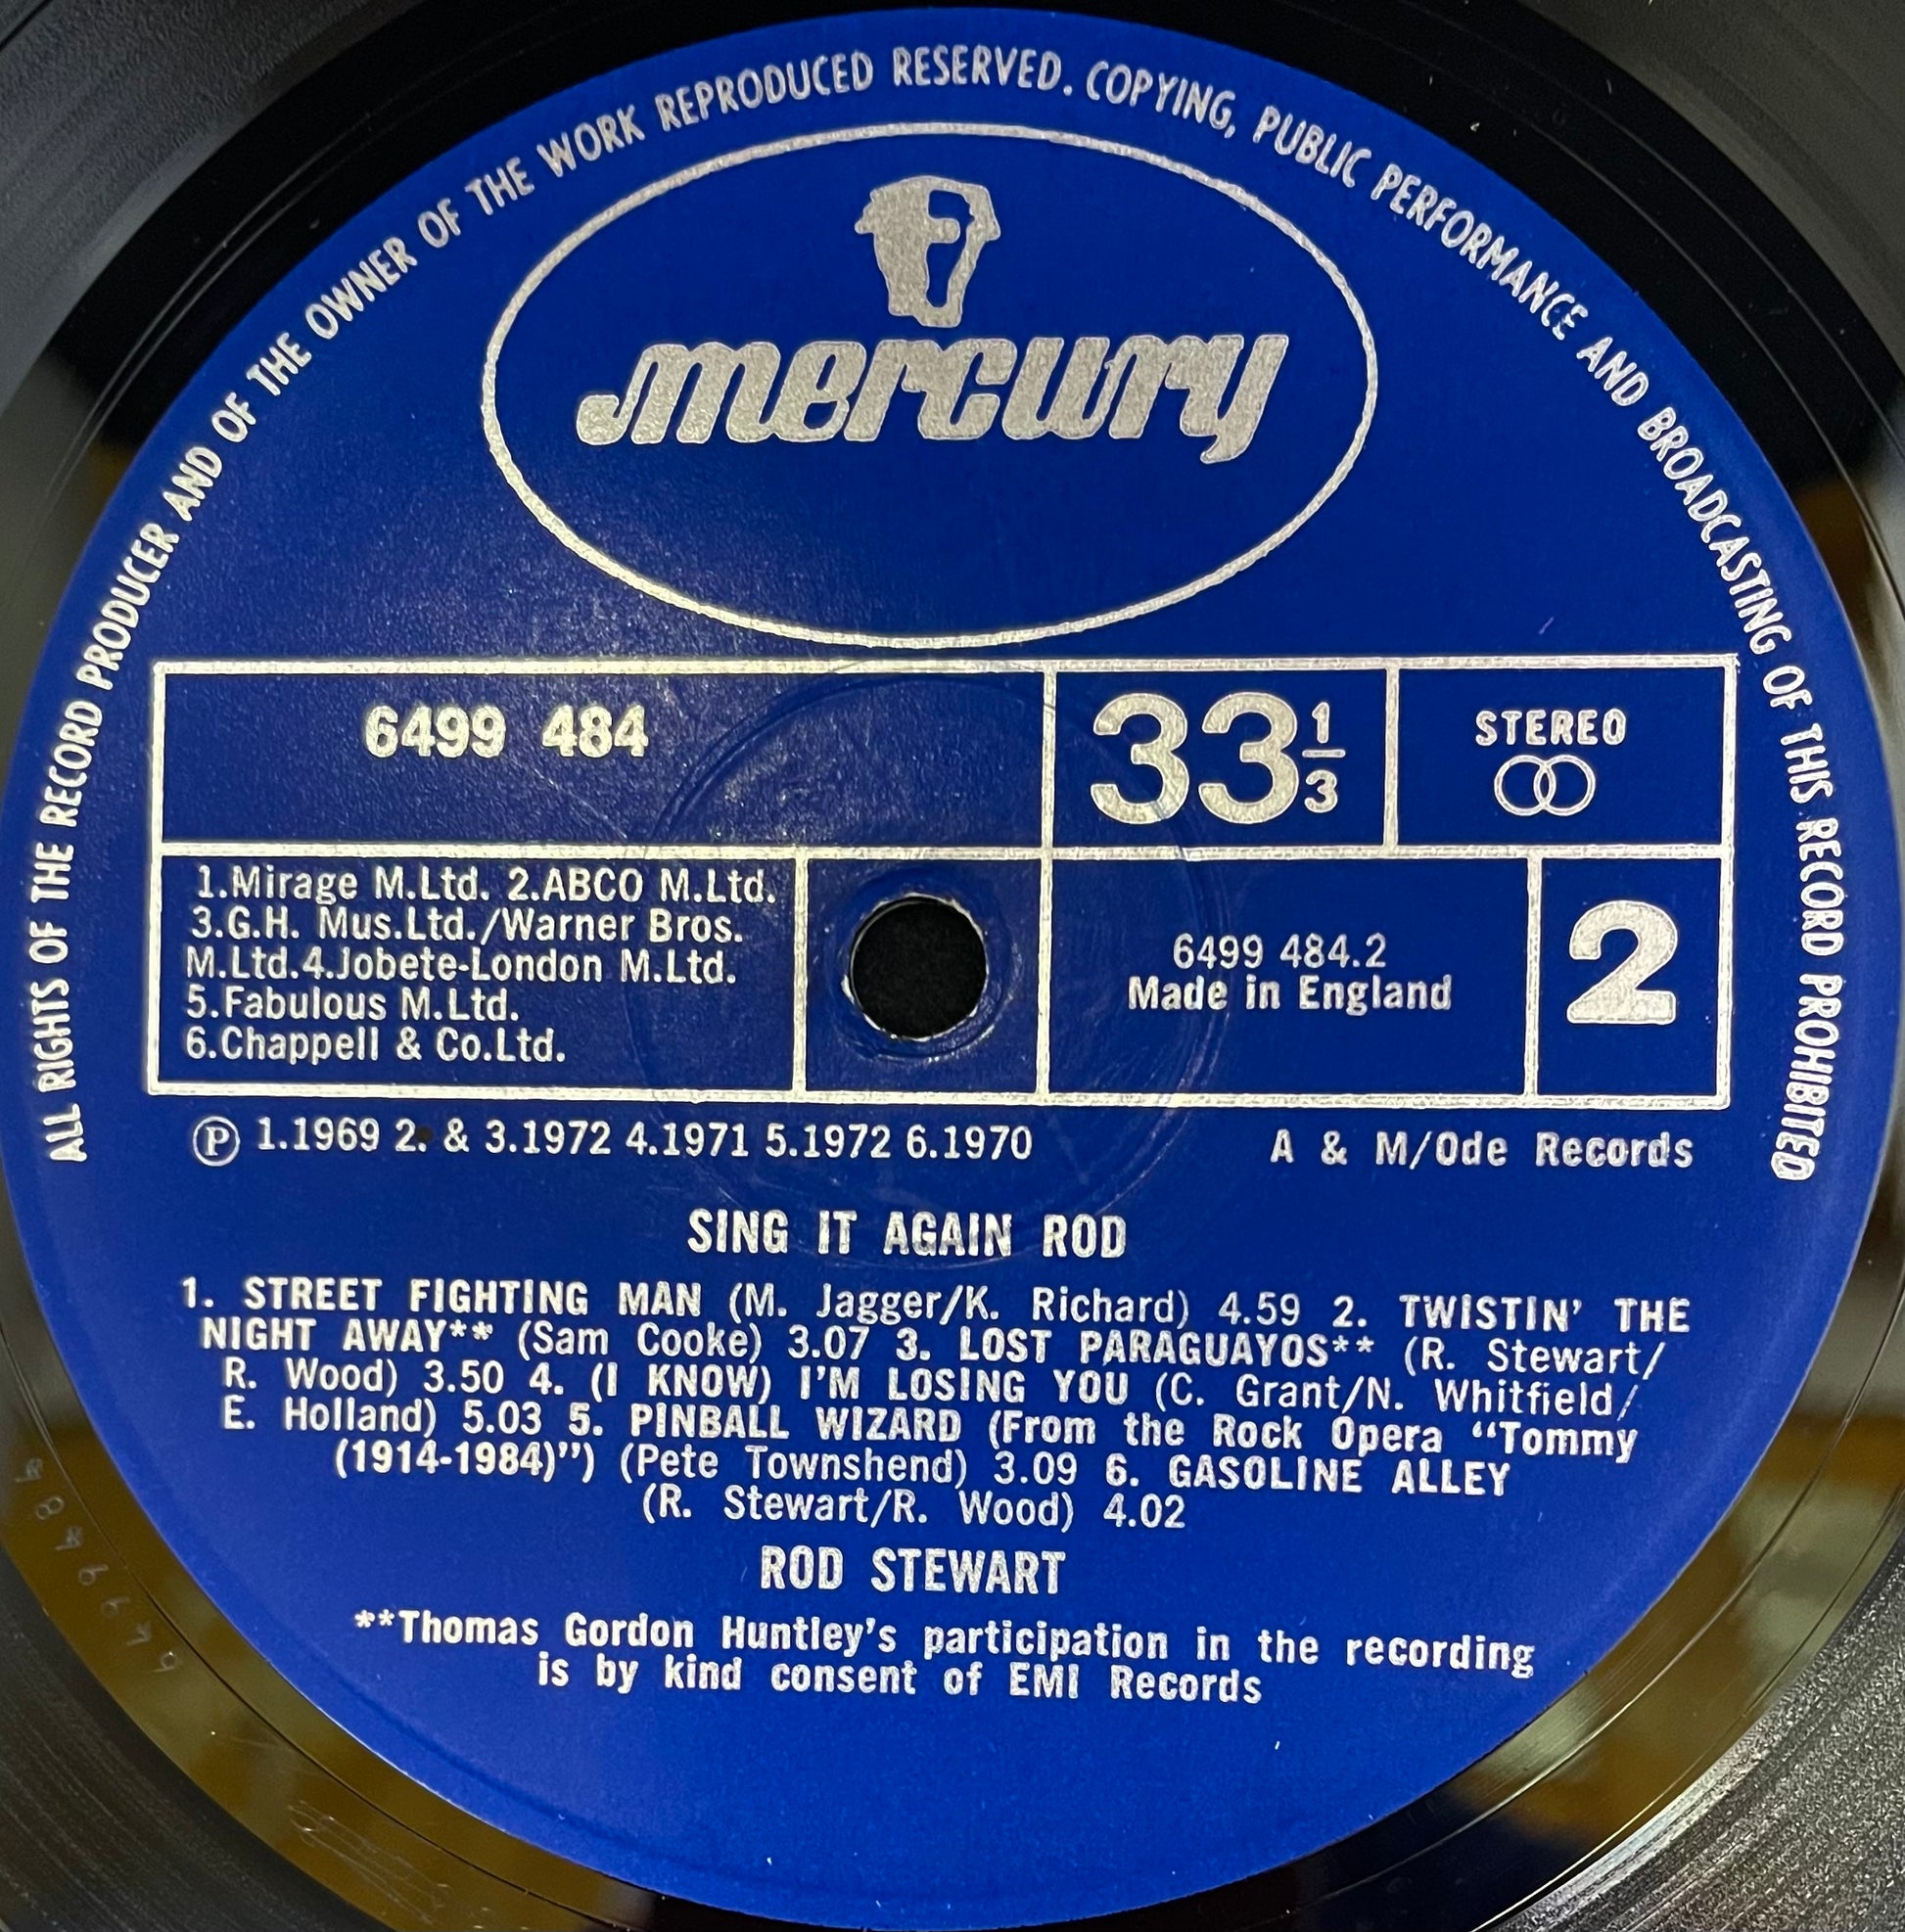 ALL RIGHTS OF THE RECORD PRODUCER AND OF THE OWNER OF THE WORK REPRODUCED RESERVED. COPYING, PUBLIC PERFORMANCE AND BROADCASTING OF THIS RECORD PROHIBITED
mercury
6499 484
33 1/3
STEREO
1.Mirage M.Ltd. 2.ABCO M.Ltd.
3.G.H. Mus.Ltd./Warner Bros.
M.Ltd.4.Jobete-London M.Ltd.
5.Fabulous M.Ltd.
6.Chappell & Co.Ltd.
6499 484.2
Made in England
2
Ⓟ 1.1969 2. & 3.1972 4.1971 5.1972 6.1970
A & M/Ode Records
SING IT AGAIN ROD
1. STREET FIGHTING MAN (M. Jagger/K. Richard) 4.59 2. TWISTIN' THE
NIGHT AWAY** (Sam Cooke) 3.07 3. LOST PARAGUAYOS** (R. Stewart/
R. Wood) 3.50 4. (I KNOW) I'M LOSING YOU (C. Grant/N. Whitfield/
E. Holland) 5.03 5. PINBALL WIZARD (From the Rock Opera “Tommy
(1914-1984)”) (Pete Townshend) 3.09 6. GASOLINE ALLEY
(R. Stewart/R. Wood) 4.02
ROD STEWART
**Thomas Gordon Huntley's participation in the recording
is by kind consent of EMI Records